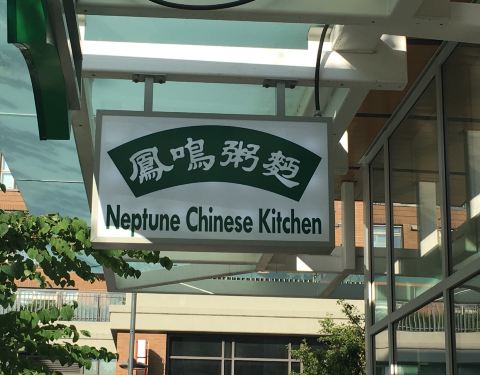 鳳鳴粥麵
Neptune Chinese Kitchen